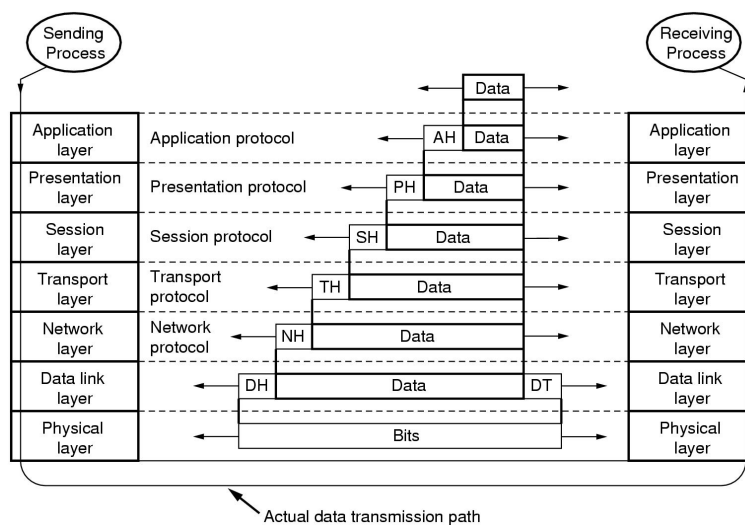 Sending
Process
Receiving
Process
Data
Application
layer
Application protocol
AH
Data
Application
layer
Presentation
layer
Presentation protocol
PH
Data
Presentation
layer
Session
layer
Session protocol
SH
Data
Session
layer
Transport
layer
Transport
protocol
TH
Data
Transport
layer
Network
layer
Network
protocol
NH
Data
Network
layer
Data link
layer
DH
Data
DT
Data link
layer
Physical
layer
Bits
Physical
layer
Actual data transmission path